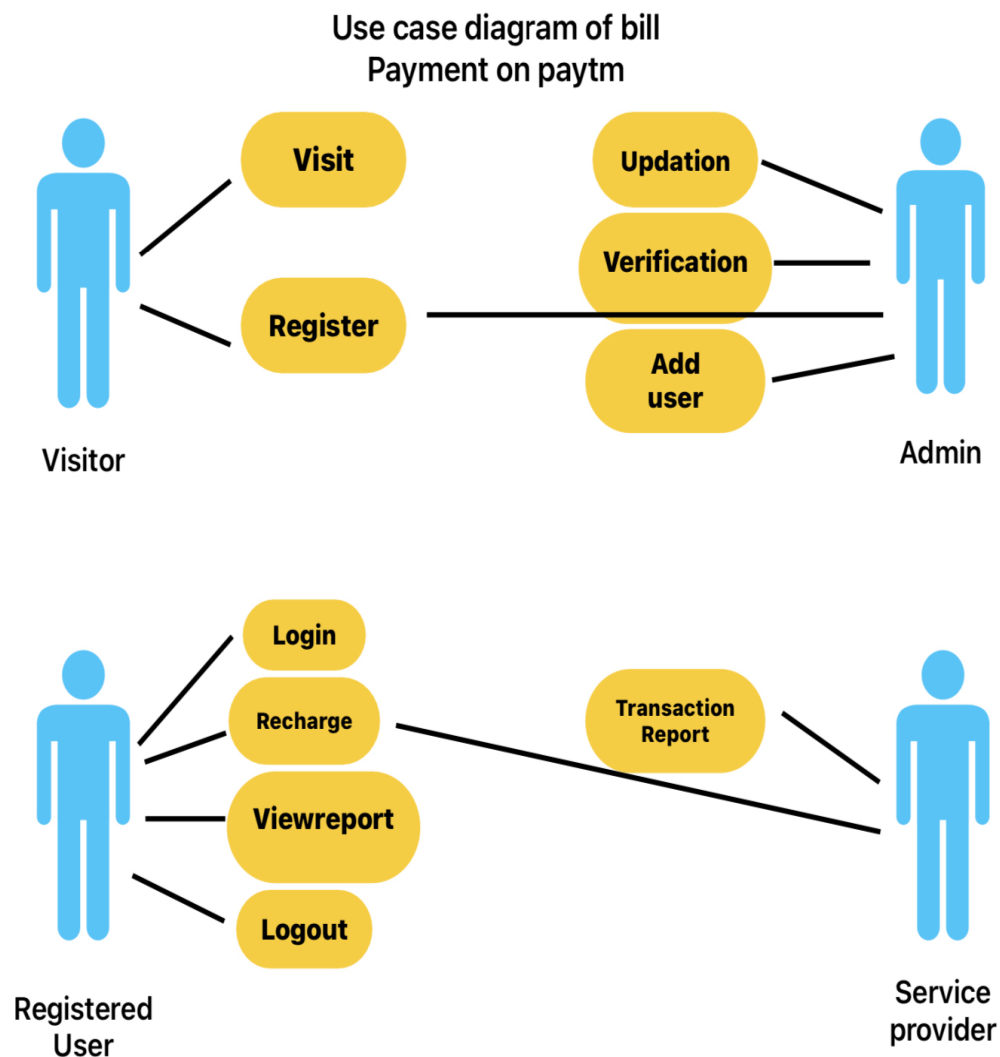 Use case diagram of bill
Payment on paytm
Visit
Updation
Verification
Register
Add
user
Visitor
Admin
Login
Recharge
Transaction
Report
Viewreport
Logout
Registered
User
Service
provider